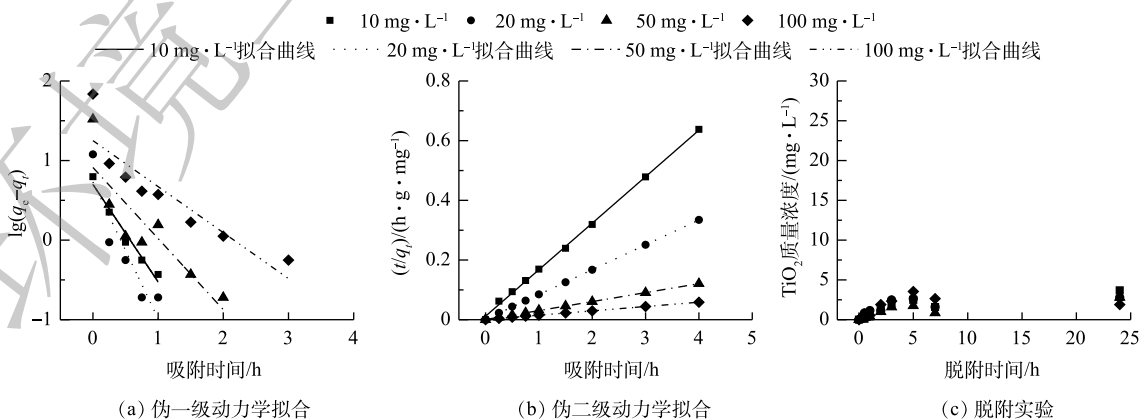 10 mg·L⁻¹ 20 mg·L⁻¹ 50 mg·L⁻¹ 100 mg·L⁻¹
10 mg·L⁻¹拟合曲线 20 mg·L⁻¹拟合曲线 50 mg·L⁻¹拟合曲线 100 mg·L⁻¹拟合曲线
lg(qₑ−qₜ)
2
1
0
−1
0 1 2 3 4
吸附时间/h
(a) 伪一级动力学拟合
(t/qₜ)/(h·g·mg⁻¹)
0.8
0.6
0.4
0.2
0
0 1 2 3 4 5
吸附时间/h
(b) 伪二级动力学拟合
TiO₂质量浓度/(mg·L⁻¹)
30
25
20
15
10
5
0
0 5 10 15 20 25
脱附时间/h
(c) 脱附实验
环境